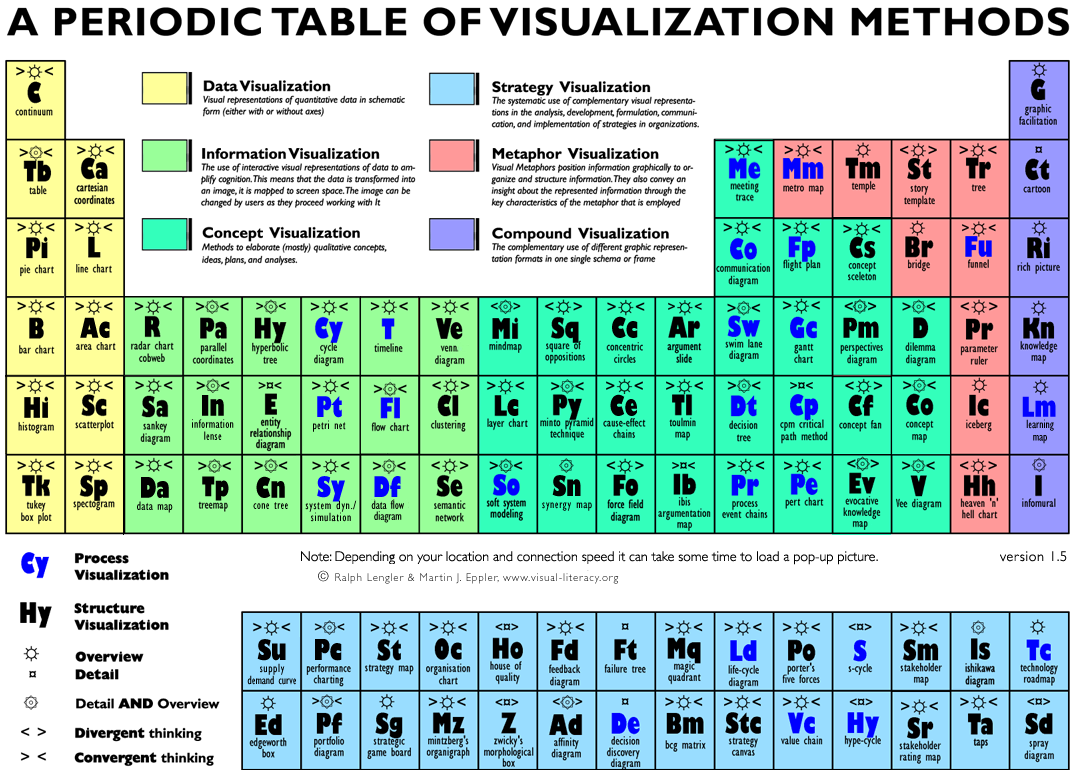 A PERIODIC TABLE OF VISUALIZATION METHODS
> < C
continuum
Data Visualization
Visual representations of quantitative data in schematic
form (either with or without axes)
Strategy Visualization
The systematic use of complementary visual representa-
tions in the analysis, development, formulation, communi-
cation, and implementation of strategies in organizations.
G
graphic
facilitation
> < Tb
table
> < Ca
cartesian
coordinates
Information Visualization
The use of interactive visual representations of data to am-
plify cognition. This means that the data is transformed into
an image, it is mapped to screen space. The image can be
changed by users as they proceed working with It
Metaphor Visualization
Visual Metaphors position information graphically to or-
ganize and structure information. They also convey an
insight about the represented information through the
key characteristics of the metaphor that is employed
> < Me
meeting
trace
> < Mm
metro map
Tm
temple
< > St
story
template
> < Tr
tree
Ct
cartoon
> < Pi
pie chart
> < L
line chart
Concept Visualization
Methods to elaborate (mostly) qualitative concepts,
ideas, plans, and analyses.
Compound Visualization
The complementary use of different graphic represen-
tation formats in one single schema or frame
> < Co
communication
diagram
> < Fp
flight plan
> < Cs
concept
sceleton
Br
bridge
> < Fu
funnel
Ri
rich picture
> < B
bar chart
> < Ac
area chart
> < R
radar chart
cobweb
> < Pa
parallel
coordinates
> < Hy
hyperbolic
tree
> < Cy
cycle
diagram
> < T
timeline
> < Ve
venn.
diagram
< > Mi
mindmap
< > Sq
square of
oppositions
> < Cc
concentric
circles
> < Ar
argument
slide
> < Sw
swim lane
diagram
> < Gc
gantt
chart
< > Pm
perspectives
diagram
> < D
dilemma
diagram
> < Pr
parameter
ruler
Kn
knowledge
map
> < Hi
histogram
> < Sc
scatterplot
> < Sa
sankey
diagram
> < In
information
lense
> < E
entity
relationship
diagram
> < Pt
petri net
> < Fl
flow chart
< > Cl
clustering
> < Lc
layer chart
> < Py
minto pyramid
technique
> < Ce
cause-effect
chains
> < Tl
toulmin
map
> < Dt
decision
tree
> < Cp
cpm critical
path method
< > Cf
concept fan
> < Co
concept
map
Ic
iceberg
Lm
learning
map
> < Tk
tukey
box plot
> < Sp
spectogram
> < Da
data map
> < Tp
treemap
> < Cn
cone tree
> < Sy
system dyn./
simulation
> < Df
data flow
diagram
> < Se
semantic
network
> < So
soft system
modeling
Sn
synergy map
< > Fo
force field
diagram
> < Ib
ibis
argumentation
map
> < Pr
process
event chains
> < Pe
pert chart
< > Ev
evocative
knowledge
map
> < V
Vee diagram
> < Hh
heaven 'n'
hell chart
I
infomural
Cy Process
Visualization
Note: Depending on your location and connection speed it can take some time to load a pop-up picture.
version 1.5
© Ralph Lengler & Martin J. Eppler, www.visual-literacy.org
Hy Structure
Visualization
Overview
Detail
Detail AND Overview
< > Divergent thinking
> < Convergent thinking
> < Su
supply
demand curve
> < Pc
performance
charting
> < St
strategy map
> < Oc
organisation
chart
< > Ho
house of
quality
> < Fd
feedback
diagram
Ft
failure tree
> < Mq
magic
quadrant
> < Ld
life-cycle
diagram
> < Po
porter's
five forces
< > S
s-cycle
> < Sm
stakeholder
map
Is
ishikawa
diagram
Tc
technology
roadmap
Ed
edgeworth
box
> < Pf
portfolio
diagram
Sg
strategic
game board
> < Mz
mintzberg's
organigraph
< > Z
zwicky's
morphological
box
< > Ad
affinity
diagram
De
decision
discovery
diagram
> < Bm
bcg matrix
> < Stc
strategy
canvas
> < Vc
value chain
< > Hy
hype-cycle
> < Sr
stakeholder
rating map
> < Ta
taps
< > Sd
spray
diagram